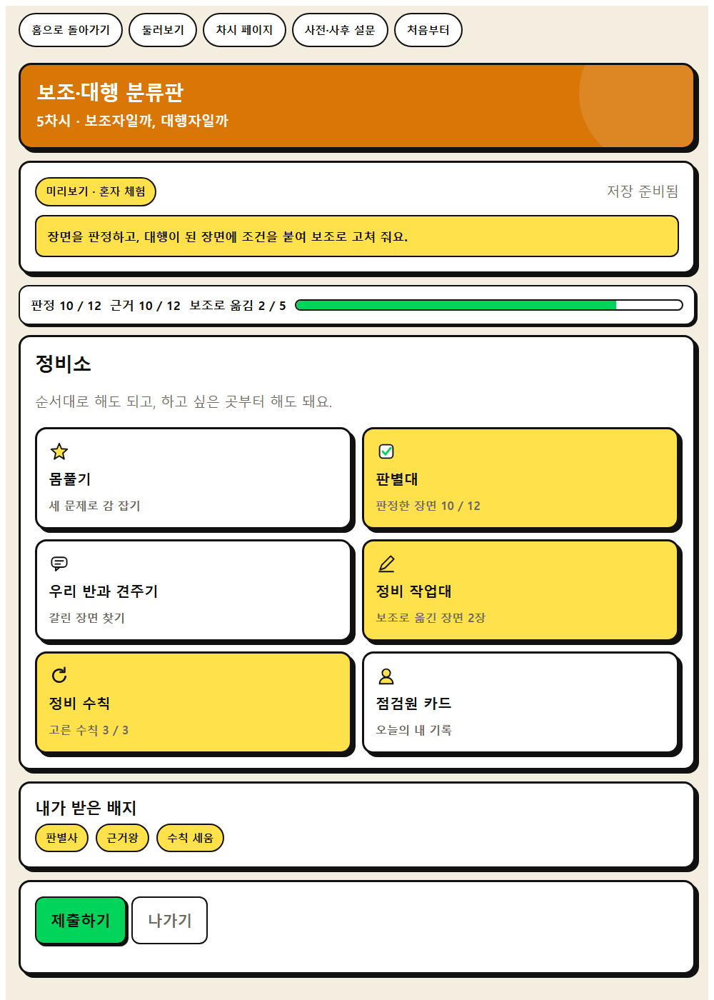 홈으로 돌아가기
둘러보기
차시 페이지
사전·사후 설문
처음부터
보조·대행 분류판
5차시 · 보조자일까, 대행자일까
미리보기 · 혼자 체험
저장 준비됨
장면을 판정하고, 대행이 된 장면에 조건을 붙여 보조로 고쳐 줘요.
판정 10 / 12 근거 10 / 12 보조로 옮김 2 / 5
정비소
순서대로 해도 되고, 하고 싶은 곳부터 해도 돼요.
몸풀기
세 문제로 감 잡기
판별대
판정한 장면 10 / 12
우리 반과 견주기
갈린 장면 찾기
정비 작업대
보조로 옮긴 장면 2장
정비 수칙
고른 수칙 3 / 3
점검원 카드
오늘의 내 기록
내가 받은 배지
판별사
근거왕
수칙 세움
제출하기
나가기